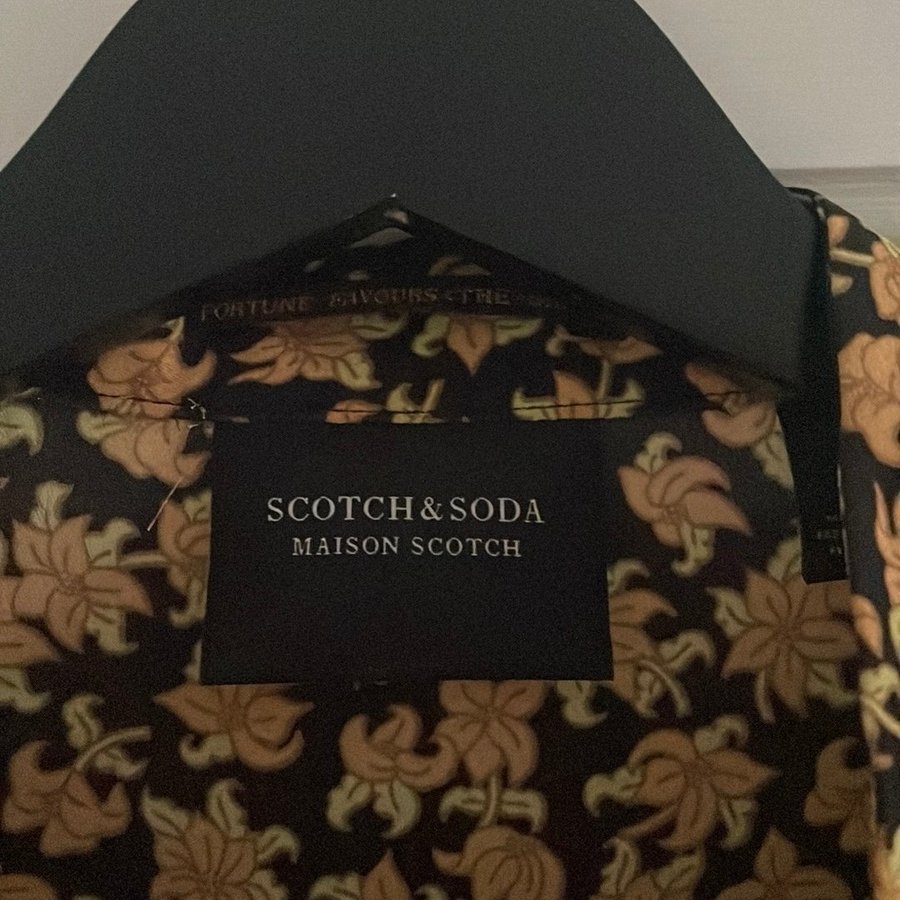 FORTUNE FAVOURS THE
SCOTCH & SODA
MAISON SCOTCH